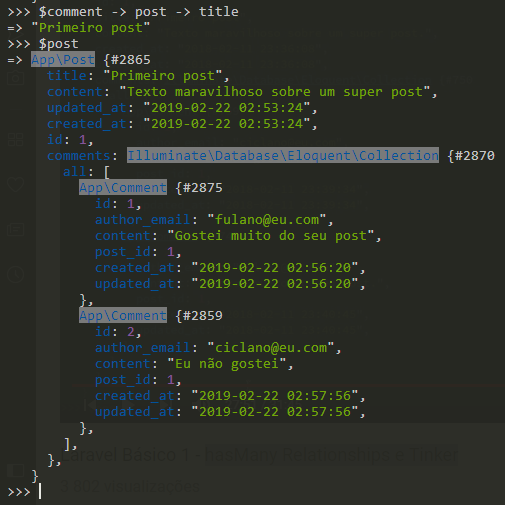 >>> $comment -> post -> title
=> "Primeiro post"
>>> $post
=> App\Post {#2865
title: "Primeiro post",
content: "Texto maravilhoso sobre um super post",
updated_at: "2019-02-22 02:53:24",
created_at: "2019-02-22 02:53:24",
id: 1,
comments: Illuminate\Database\Eloquent\Collection {#2870
all: [
App\Comment {#2875
id: 1,
author_email: "fulano@eu.com",
content: "Gostei muito do seu post",
post_id: 1,
created_at: "2019-02-22 02:56:20",
updated_at: "2019-02-22 02:56:20",
},
App\Comment {#2859
id: 2,
author_email: "ciclano@eu.com",
content: "Eu não gostei",
post_id: 1,
created_at: "2019-02-22 02:57:56",
updated_at: "2019-02-22 02:57:56",
},
],
Laravel Básico
},
visualizações
}
>>>